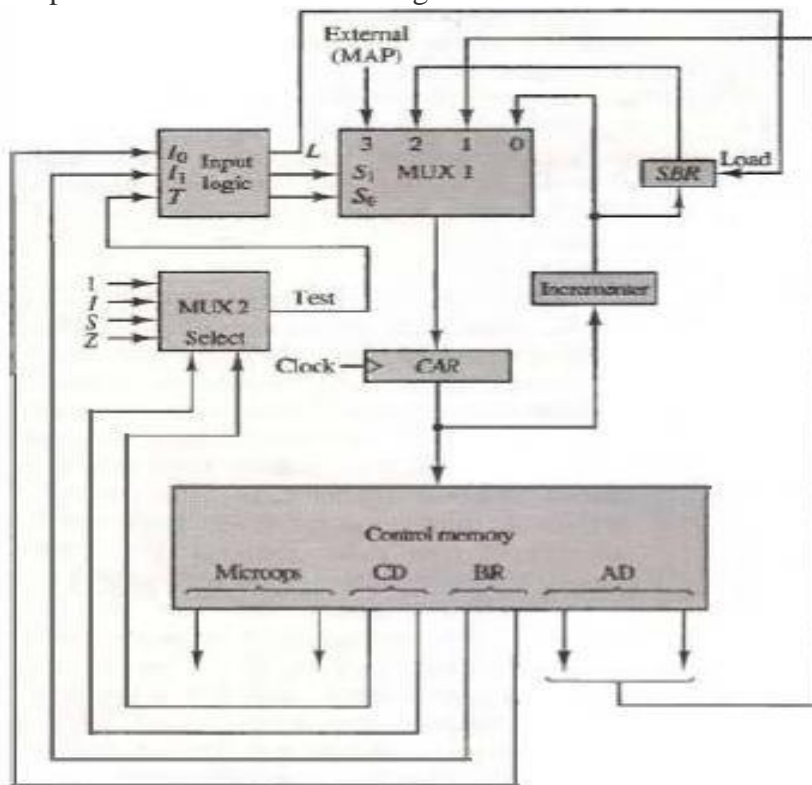 External
(MAP)
I₀ Input
I₁ logic
T
L
3 2 1 0
S₁ MUX 1
S₀
SBR
Load
Incrementer
1
I
S
Z
MUX 2
Select
Test
Clock
CAR
Control memory
Microops CD BR AD